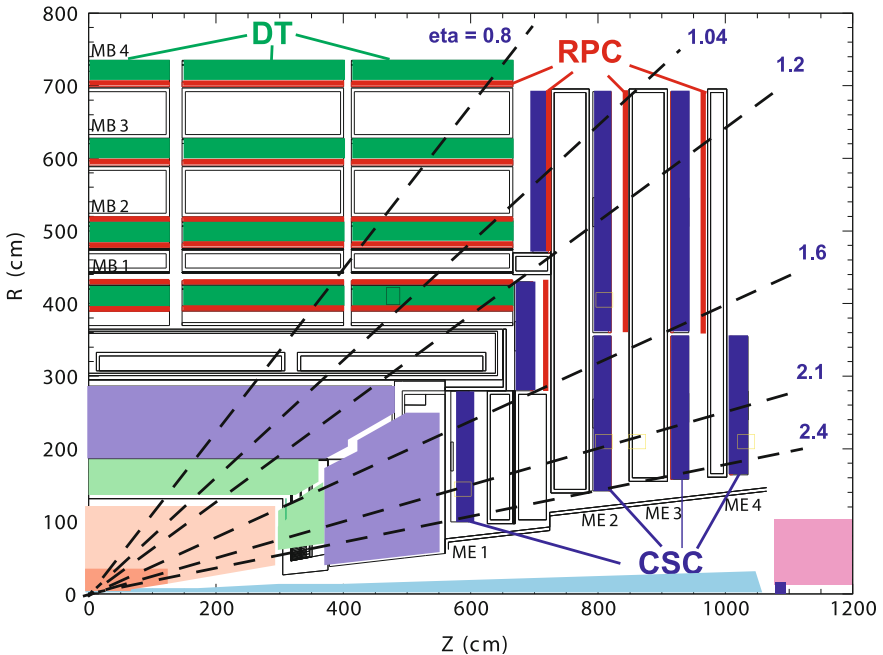 800
700
600
500
400
300
200
100
0
R (cm)
MB 4
DT
eta = 0.8
RPC
1.04
1.2
MB 3
MB 2
MB 1
1.6
2.1
2.4
ME 1
ME 2
ME 3
ME 4
CSC
0
200
400
600
800
1000
1200
Z (cm)